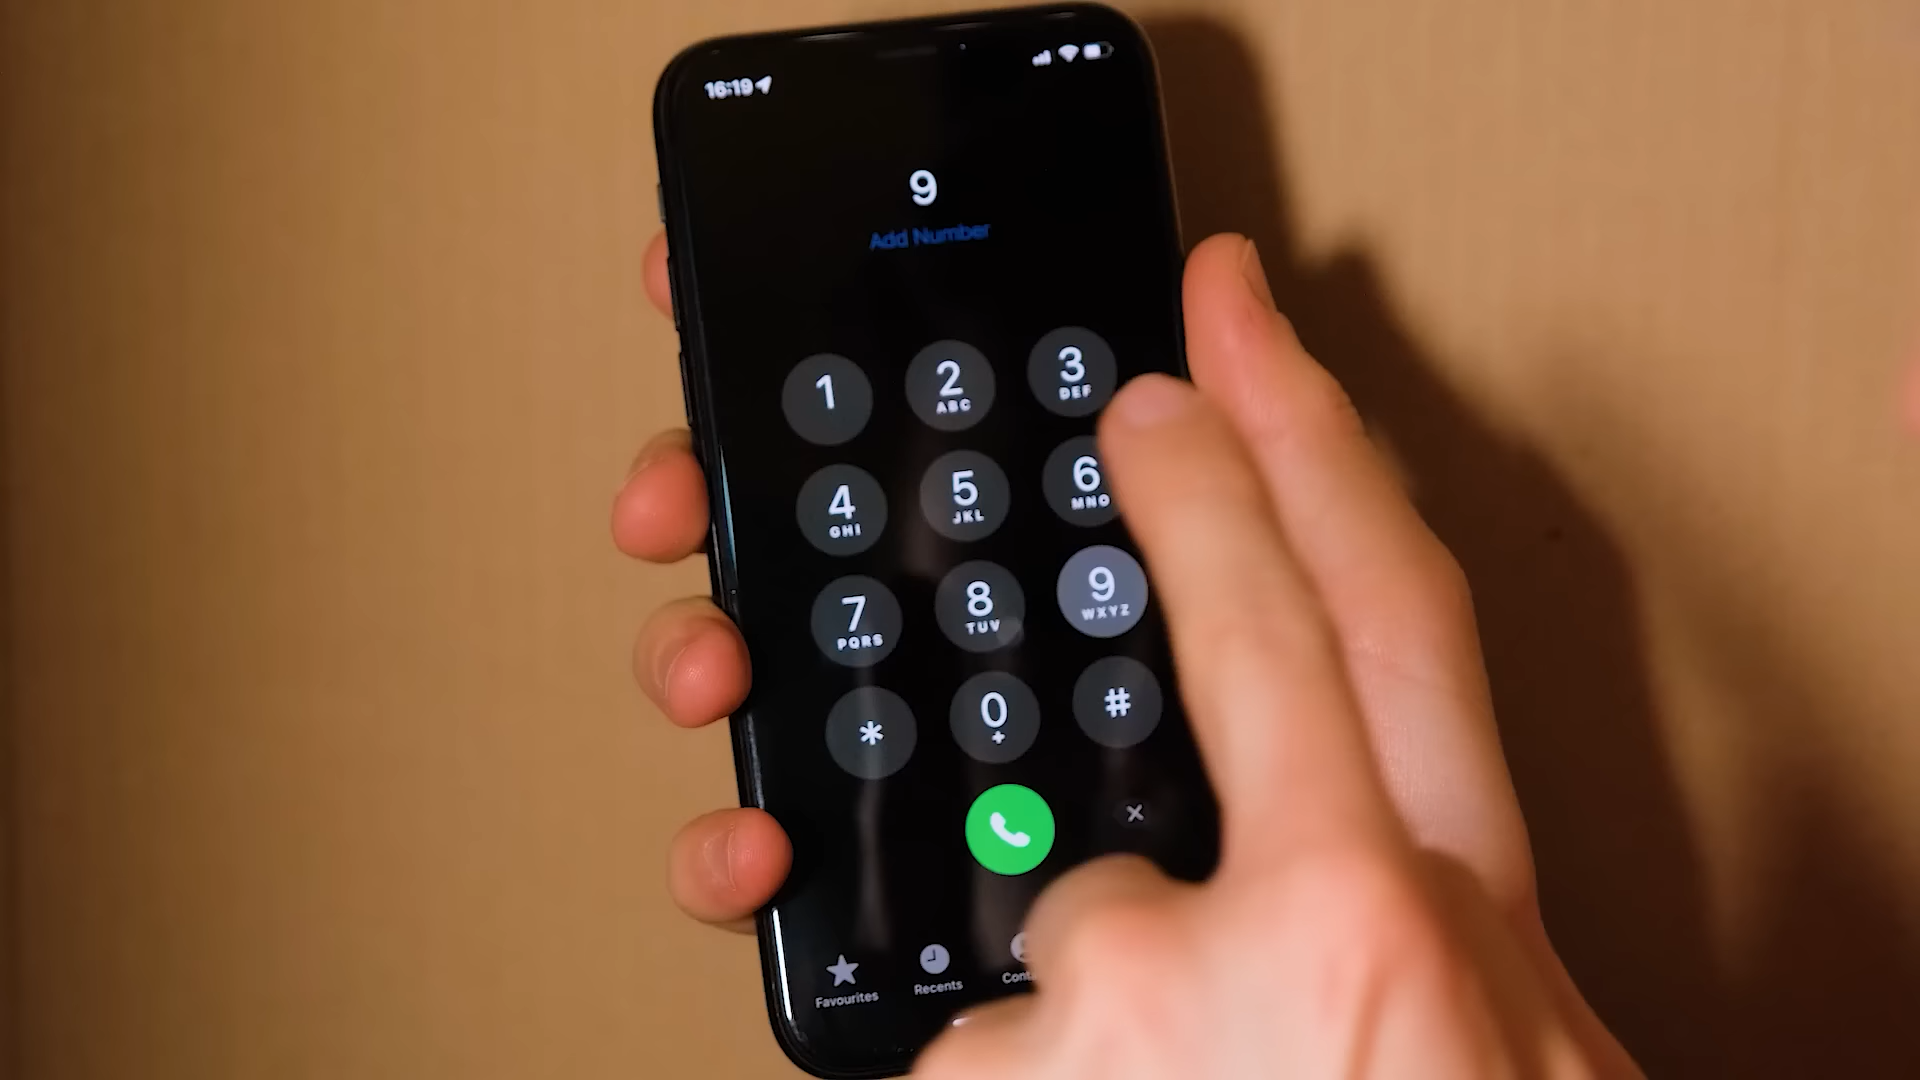 16:19
9
Add Number
1
2
ABC
3
DEF
4
GHI
5
JKL
6
MNO
7
PQRS
8
TUV
9
WXYZ
*
0
+
#
Favourites
Recents